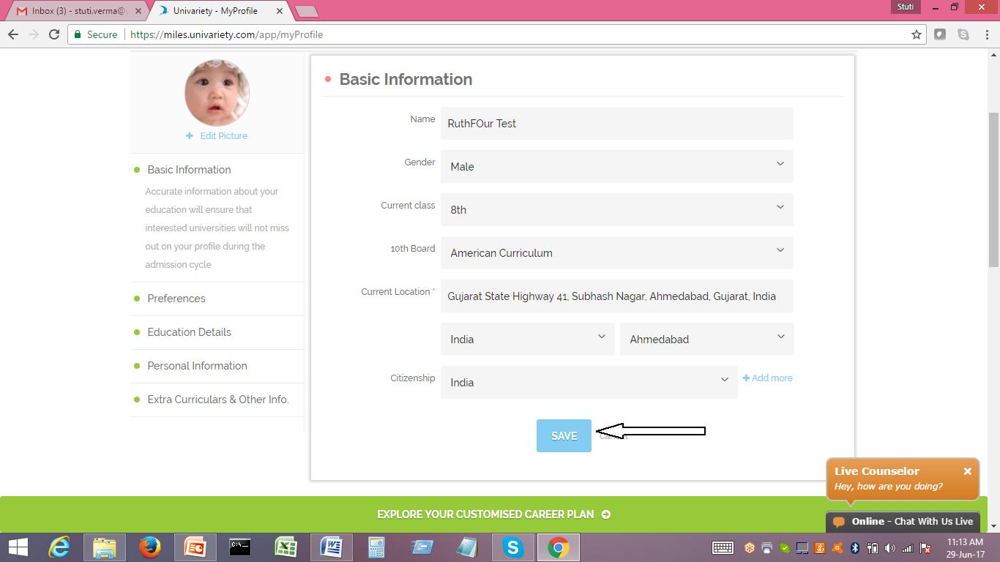 Inbox (3) - stuti.verma@
Univariety - MyProfile
Stuti
Secure
https://miles.univariety.com/app/myProfile
Edit Picture
Basic Information
Accurate information about your
education will ensure that
interested universities will not miss
out on your profile during the
admission cycle
Preferences
Education Details
Personal Information
Extra Curriculars & Other Info.
Basic Information
Name
RuthFOur Test
Gender
Male
Current class
8th
10th Board
American Curriculum
Current Location *
Gujarat State Highway 41, Subhash Nagar, Ahmedabad, Gujarat, India
India
Ahmedabad
Citizenship
India
Add more
SAVE
Live Counselor
Hey, how are you doing?
EXPLORE YOUR CUSTOMISED CAREER PLAN
Online - Chat With Us Live
11:13 AM
29-Jun-17